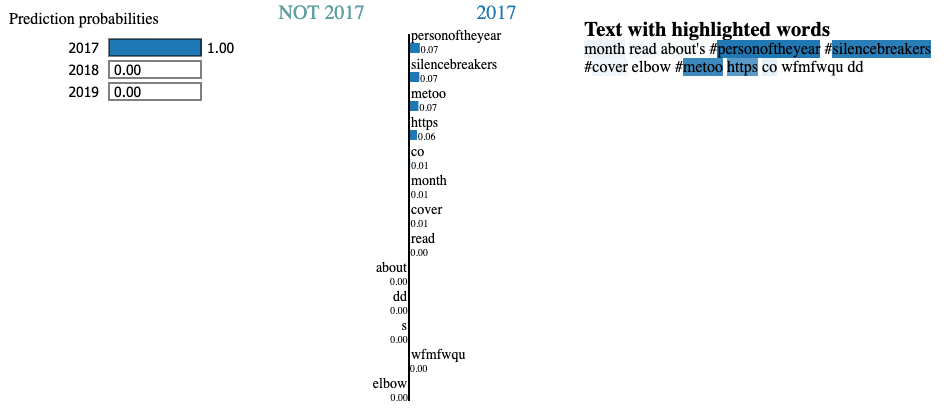 Prediction probabilities
2017 1.00
2018 0.00
2019 0.00
NOT 2017 2017
personoftheyear
0.07
silencebreakers
0.07
metoo
0.07
https
0.06
co
0.01
month
0.01
cover
0.01
read
0.00
about
0.00
dd
0.00
s
0.00
wfmfwqu
0.00
elbow
0.00
Text with highlighted words
month read about's #personoftheyear #silencebreakers
#cover elbow #metoo https co wfmfwqu dd